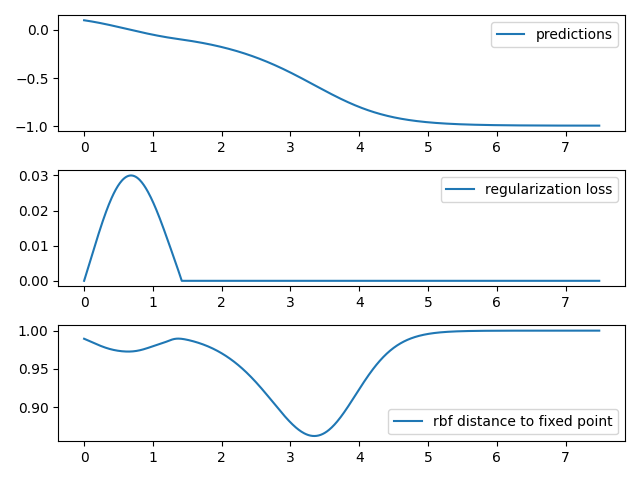 0.0
−0.5
−1.0
predictions
0 1 2 3 4 5 6 7
0.03
0.02
0.01
0.00
regularization loss
0 1 2 3 4 5 6 7
1.00
0.95
0.90
rbf distance to fixed point
0 1 2 3 4 5 6 7